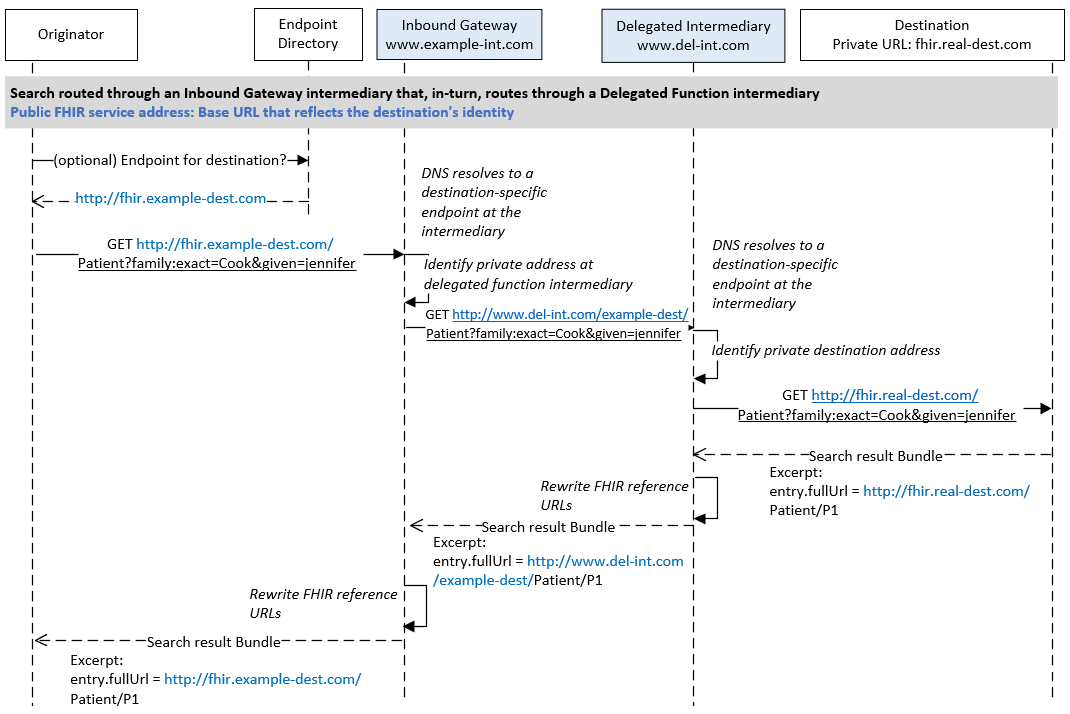 Originator
Endpoint
Directory
Inbound Gateway
www.example-int.com
Delegated Intermediary
www.del-int.com
Destination
Private URL: fhir.real-dest.com
Search routed through an Inbound Gateway intermediary that, in-turn, routes through a Delegated Function intermediary
Public FHIR service address: Base URL that reflects the destination's identity
(optional) Endpoint for destination?
http://fhir.example-dest.com
DNS resolves to a
destination-specific
endpoint at the
intermediary
GET http://fhir.example-dest.com/
Patient?family:exact=Cook&given=jennifer
Identify private address at
delegated function intermediary
DNS resolves to a
destination-specific
endpoint at the
intermediary
GET http://www.del-int.com/example-dest/
Patient?family:exact=Cook&given=jennifer
Identify private destination address
GET http://fhir.real-dest.com/
Patient?family:exact=Cook&given=jennifer
Search result Bundle
Excerpt:
entry.fullUrl = http://fhir.real-dest.com/
Patient/P1
Rewrite FHIR reference
URLs
Search result Bundle
Excerpt:
entry.fullUrl = http://www.del-int.com
/example-dest/Patient/P1
Rewrite FHIR reference
URLs
Search result Bundle
Excerpt:
entry.fullUrl = http://fhir.example-dest.com/
Patient/P1